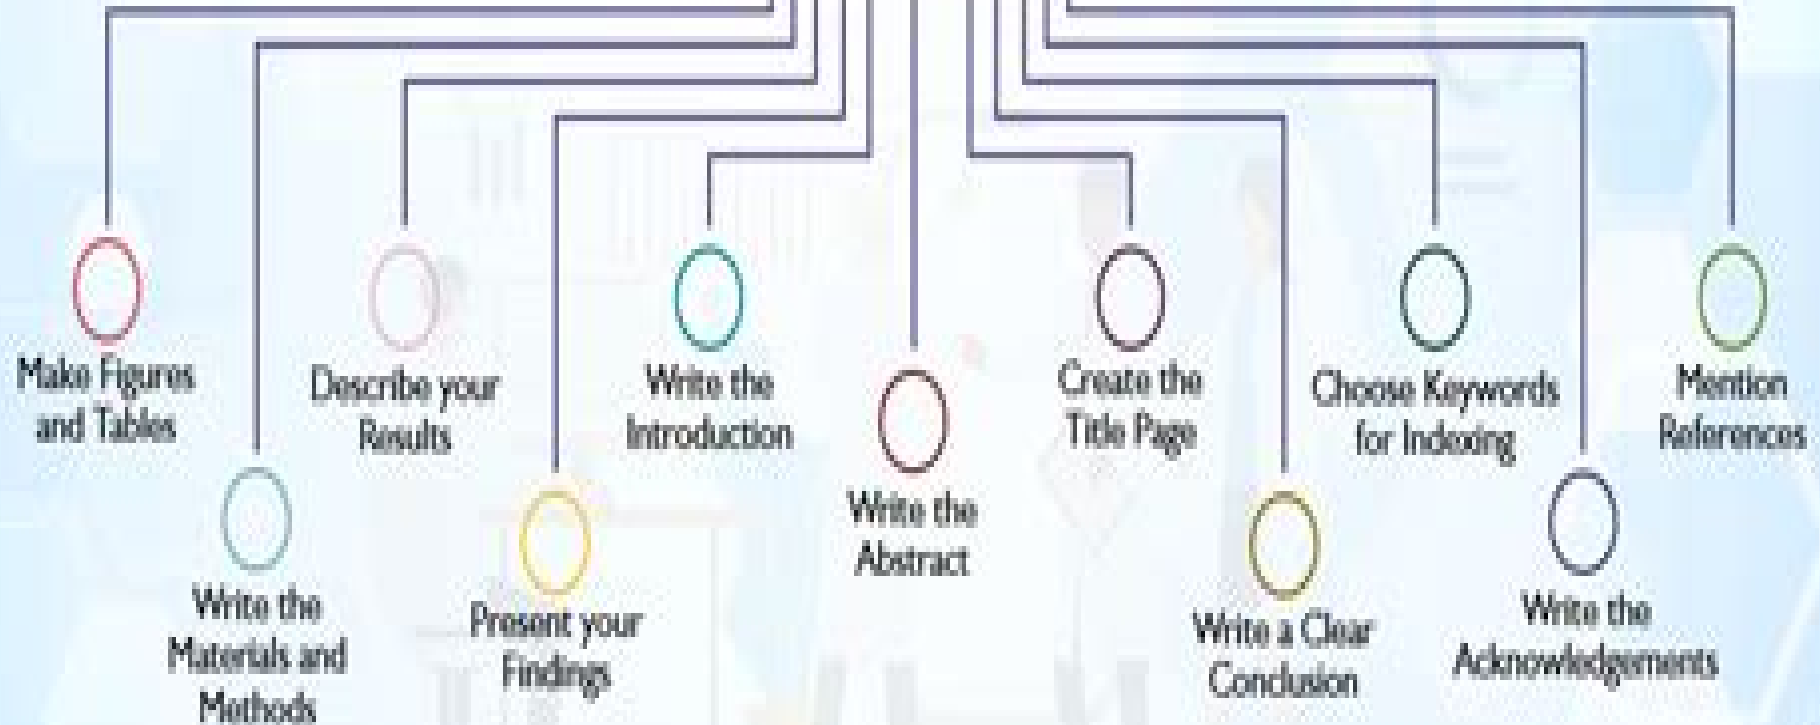 Make Figures
and Tables
Write the
Materials and
Methods
Describe your
Results
Present your
Findings
Write the
Introduction
Write the
Abstract
Create the
Title Page
Write a Clear
Conclusion
Choose Keywords
for Indexing
Write the
Acknowledgements
Mention
References